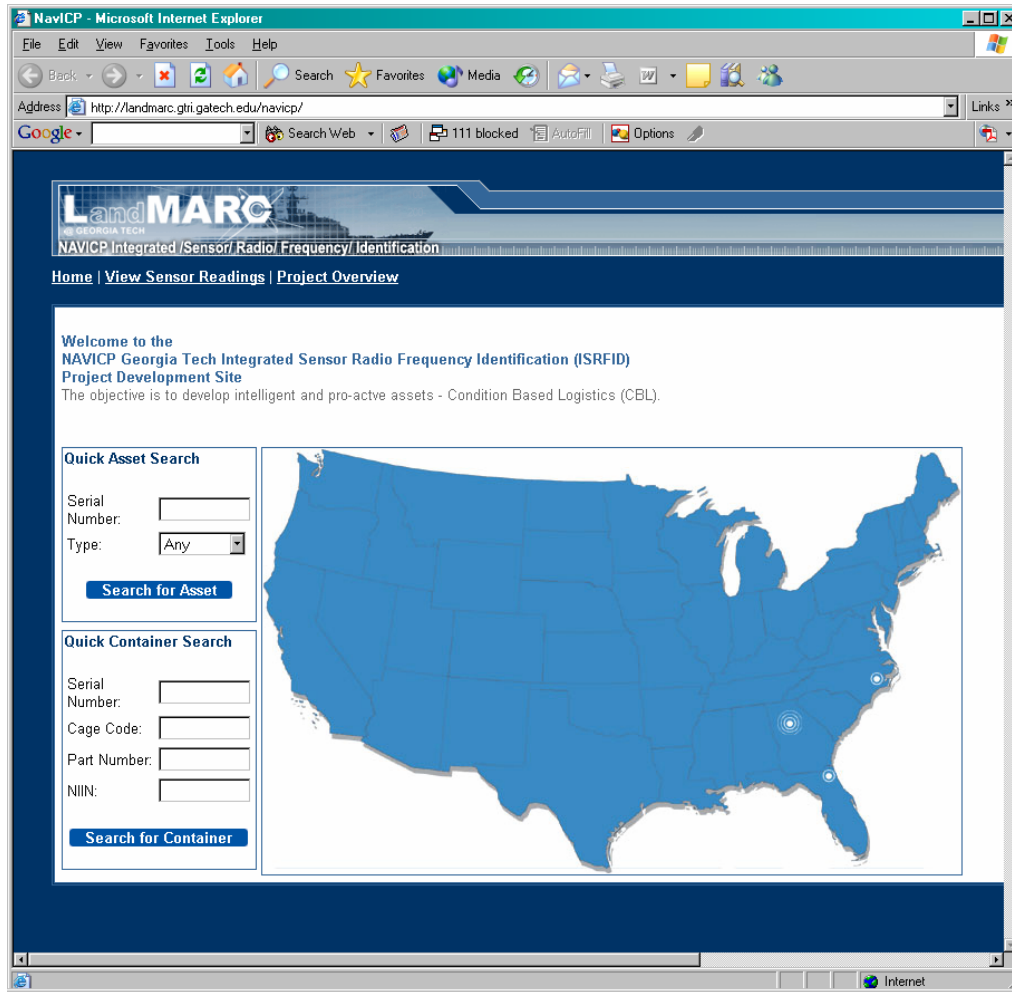 NavICP - Microsoft Internet Explorer
File Edit View Favorites Tools Help
Back Search Favorites Media
Address http://landmarc.gtri.gatech.edu/navicp/ Links »
Google Search Web 111 blocked AutoFill Options
LandMARC
@ GEORGIA TECH
NAVICP Integrated /Sensor/ Radio/ Frequency/ Identification
Home | View Sensor Readings | Project Overview
Welcome to the
NAVICP Georgia Tech Integrated Sensor Radio Frequency Identification (ISRFID)
Project Development Site
The objective is to develop intelligent and pro-actve assets - Condition Based Logistics (CBL).
Quick Asset Search
Serial
Number:
Type: Any
Search for Asset
Quick Container Search
Serial
Number:
Cage Code:
Part Number:
NIIN:
Search for Container
Internet